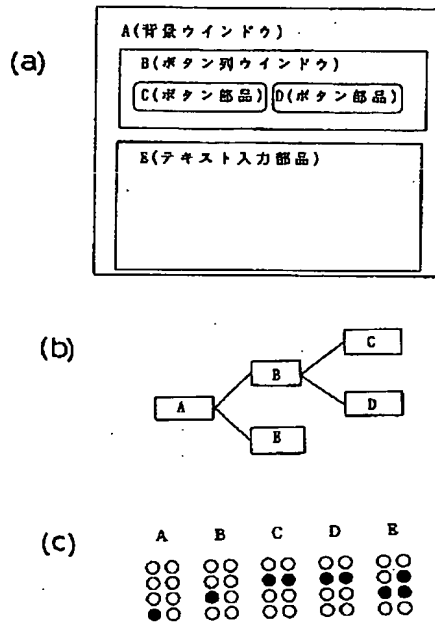 (a)
A(背景ウインドウ)
B(ボタン列ウインドウ)
C(ボタン部品) D(ボタン部品)
E(テキスト入力部品)
(b)
C
B
A
D
E
(c)
A B C D E